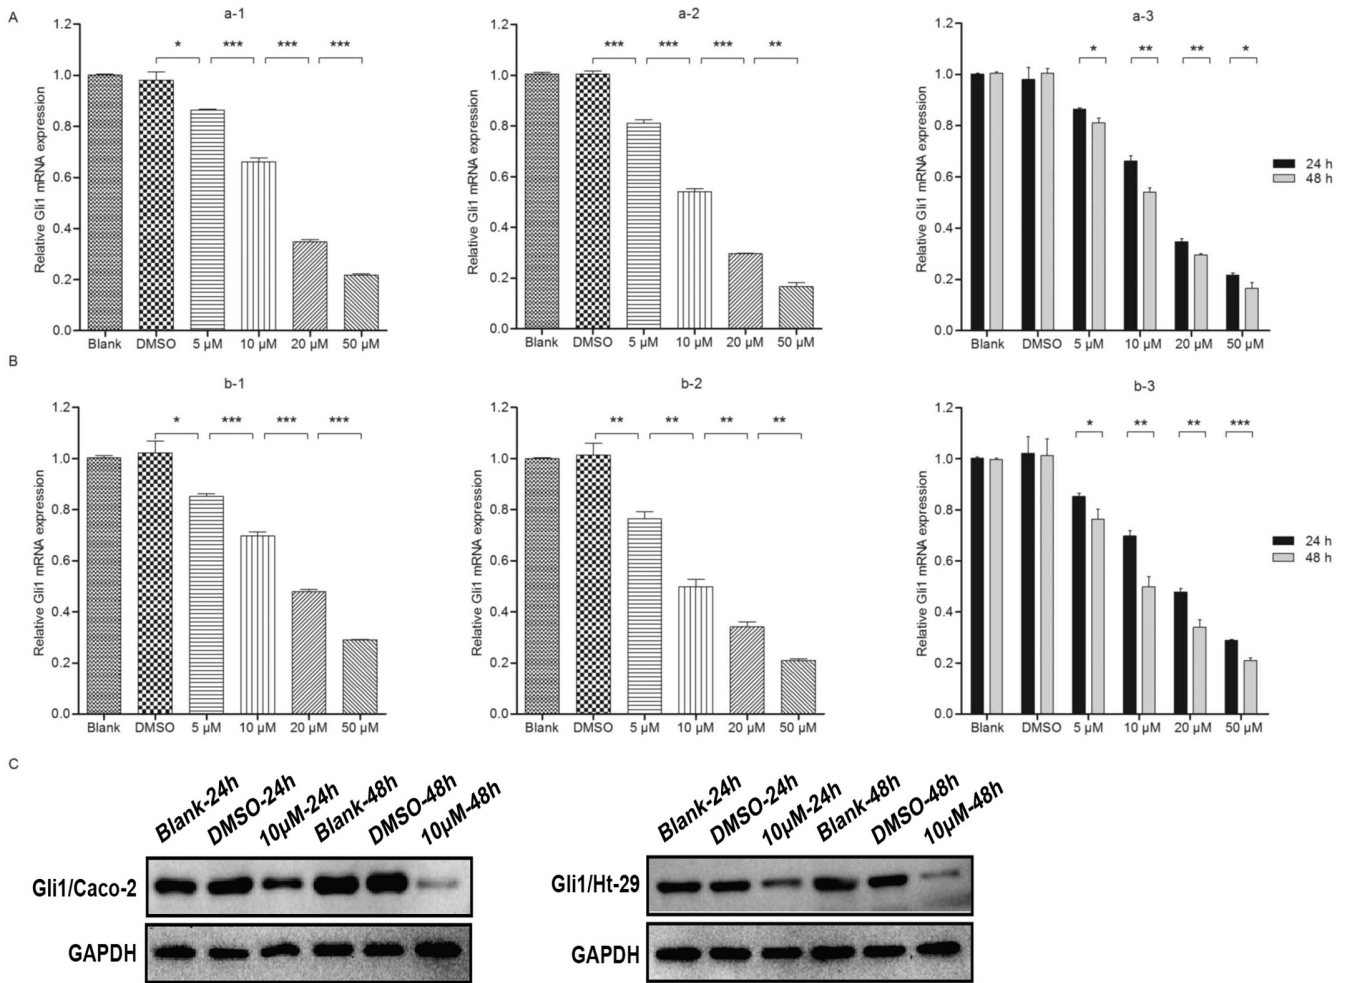 A
a-1
1.2
1.0
0.8
0.6
0.4
0.2
0.0
Relative Gli1 mRNA expression
* *** *** ***
Blank DMSO 5 µM 10 µM 20 µM 50 µM
a-2
1.2
1.0
0.8
0.6
0.4
0.2
0.0
Relative Gli1 mRNA expression
*** *** *** **
Blank DMSO 5 µM 10 µM 20 µM 50 µM
a-3
1.2
1.0
0.8
0.6
0.4
0.2
0.0
Relative Gli1 mRNA expression
* ** ** *
Blank DMSO 5 µM 10 µM 20 µM 50 µM
24 h
48 h
B
b-1
1.2
1.0
0.8
0.6
0.4
0.2
0.0
Relative Gli1 mRNA expression
* *** *** ***
Blank DMSO 5 µM 10 µM 20 µM 50 µM
b-2
1.2
1.0
0.8
0.6
0.4
0.2
0.0
Relative Gli1 mRNA expression
** ** ** **
Blank DMSO 5 µM 10 µM 20 µM 50 µM
b-3
1.2
1.0
0.8
0.6
0.4
0.2
0.0
Relative Gli1 mRNA expression
* ** ** ***
Blank DMSO 5 µM 10 µM 20 µM 50 µM
24 h
48 h
C
Blank-24h DMSO-24h 10µM-24h Blank-48h DMSO-48h 10µM-48h
Gli1/Caco-2
GAPDH
Blank-24h DMSO-24h 10µM-24h Blank-48h DMSO-48h 10µM-48h
Gli1/Ht-29
GAPDH